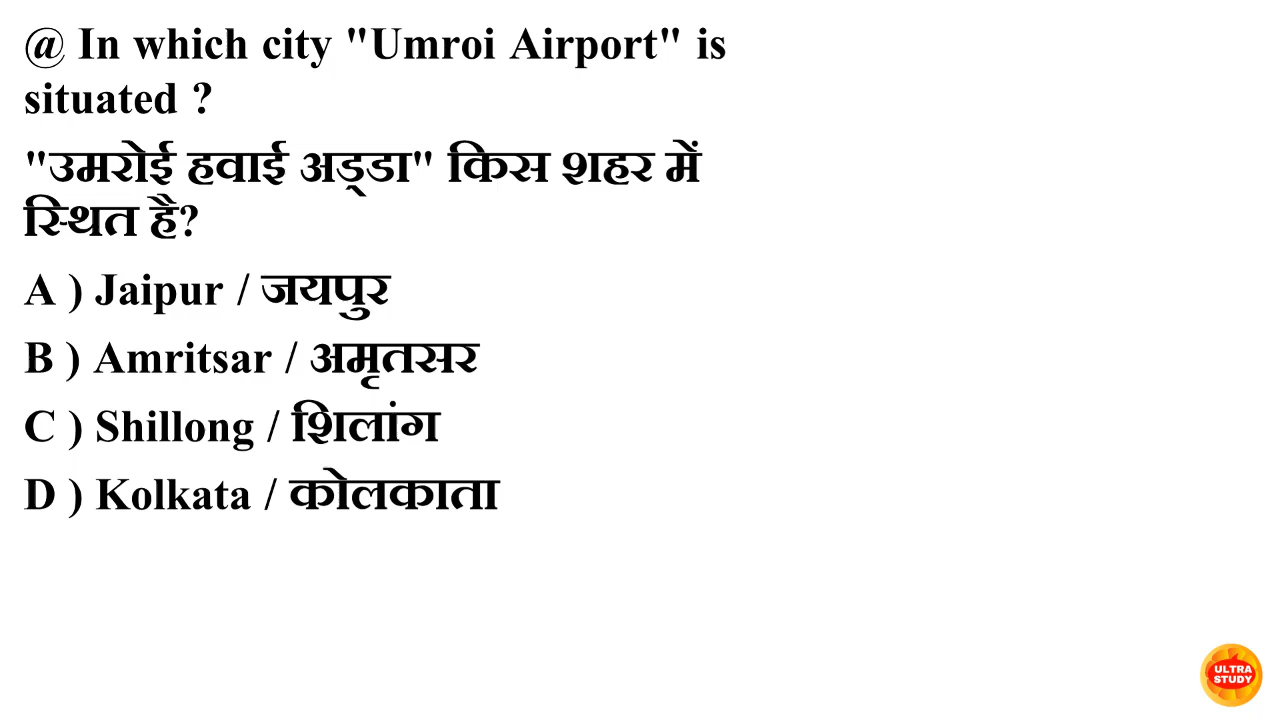 @ In which city "Umroi Airport" is
situated ?
"उमरोई हवाई अड्डा" किस शहर में
स्थित है?
A ) Jaipur / जयपुर
B ) Amritsar / अमृतसर
C ) Shillong / शिलांग
D ) Kolkata / कोलकाता
ULTRA
STUDY